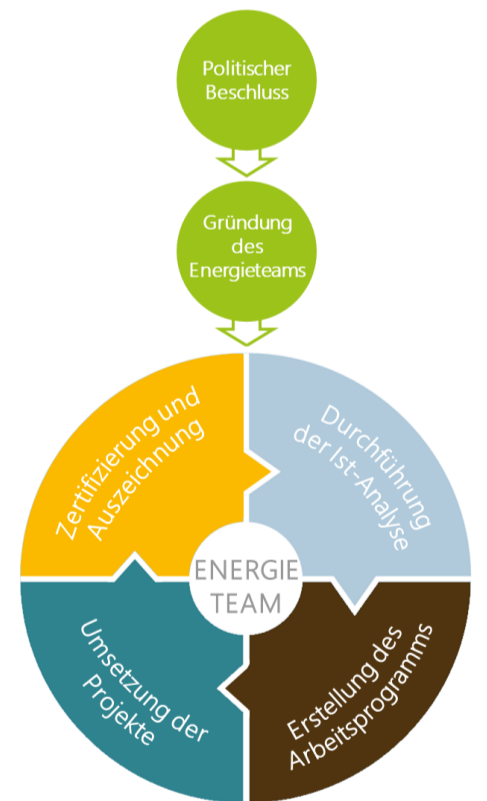 Politischer
Beschluss
Gründung
des
Energieteams
Durchführung
der Ist-Analyse
Erstellung des
Arbeitsprogramms
Umsetzung der
Projekte
Zertifizierung und
Auszeichnung
ENERGIE
TEAM